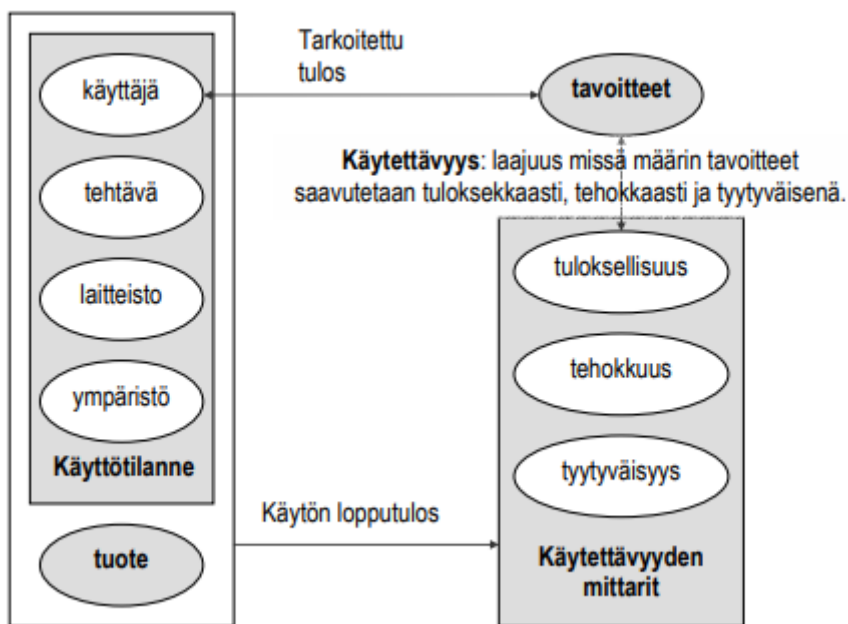 Tarkoitettu
tulos
käyttäjä
tavoitteet
Käytettävyys: laajuus missä määrin tavoitteet
saavutetaan tuloksekkaasti, tehokkaasti ja tyytyväisenä.
tehtävä
laitteisto
ympäristö
Käyttötilanne
tuote
Käytön lopputulos
tuloksellisuus
tehokkuus
tyytyväisyys
Käytettävyyden
mittarit